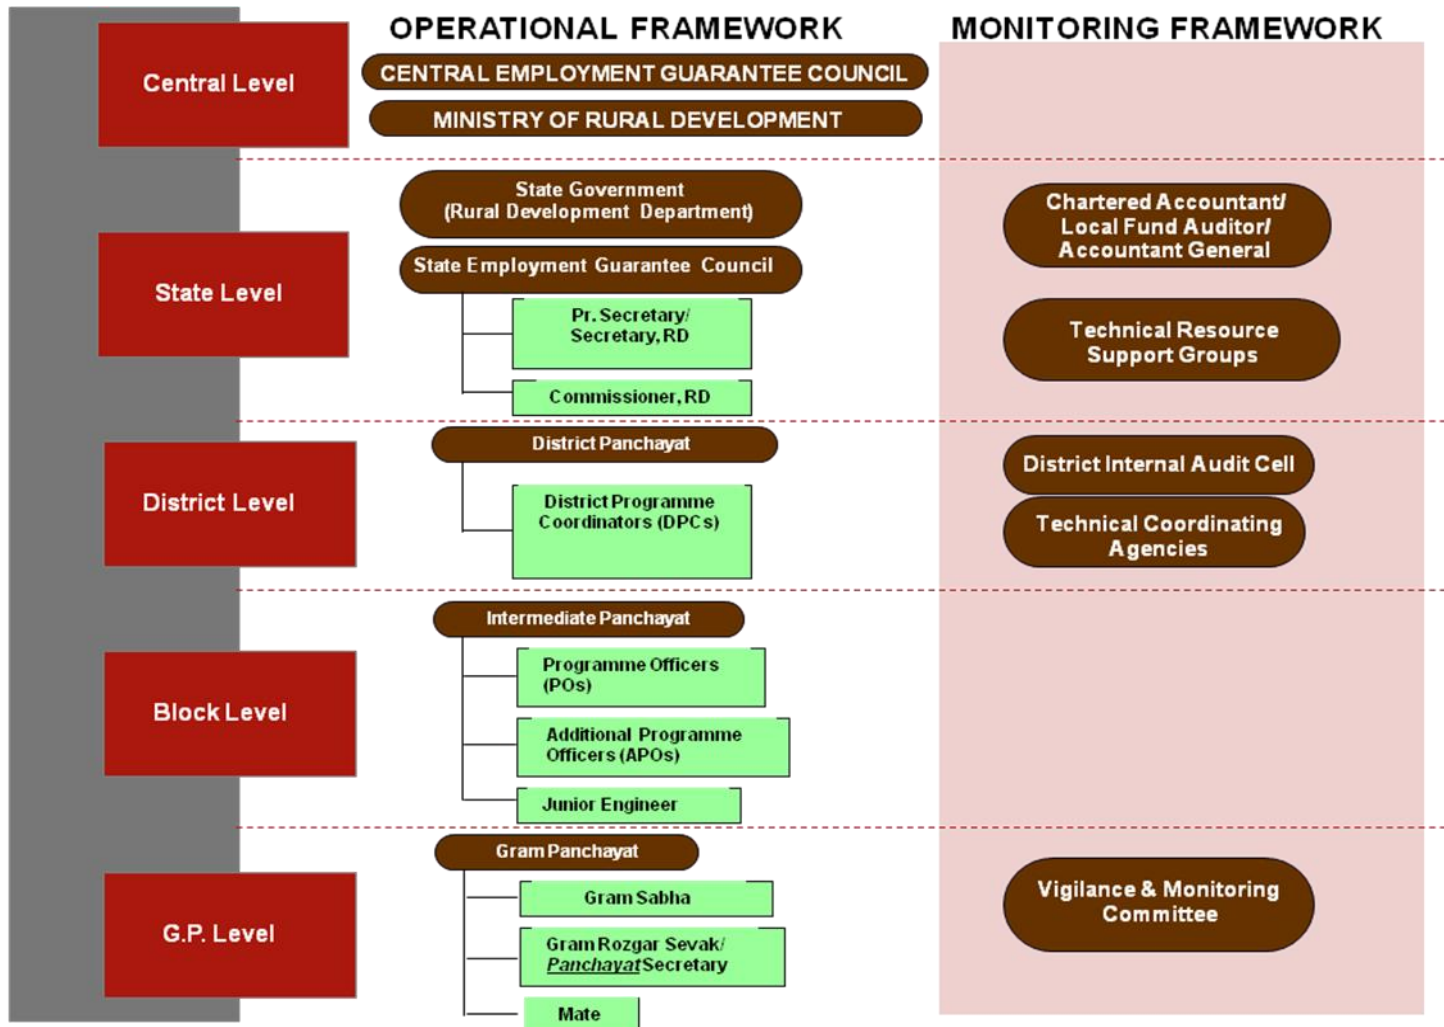 OPERATIONAL FRAMEWORK
MONITORING FRAMEWORK
Central Level
CENTRAL EMPLOYMENT GUARANTEE COUNCIL
MINISTRY OF RURAL DEVELOPMENT
State Level
State Government
(Rural Development Department)
State Employment Guarantee Council
Pr. Secretary/
Secretary, RD
Commissioner, RD
Chartered Accountant/
Local Fund Auditor/
Accountant General
Technical Resource
Support Groups
District Level
District Panchayat
District Programme
Coordinators (DPCs)
District Internal Audit Cell
Technical Coordinating
Agencies
Block Level
Intermediate Panchayat
Programme Officers
(POs)
Additional Programme
Officers (APOs)
Junior Engineer
G.P. Level
Gram Panchayat
Gram Sabha
Gram Rozgar Sevak/
Panchayat Secretary
Mate
Vigilance & Monitoring
Committee